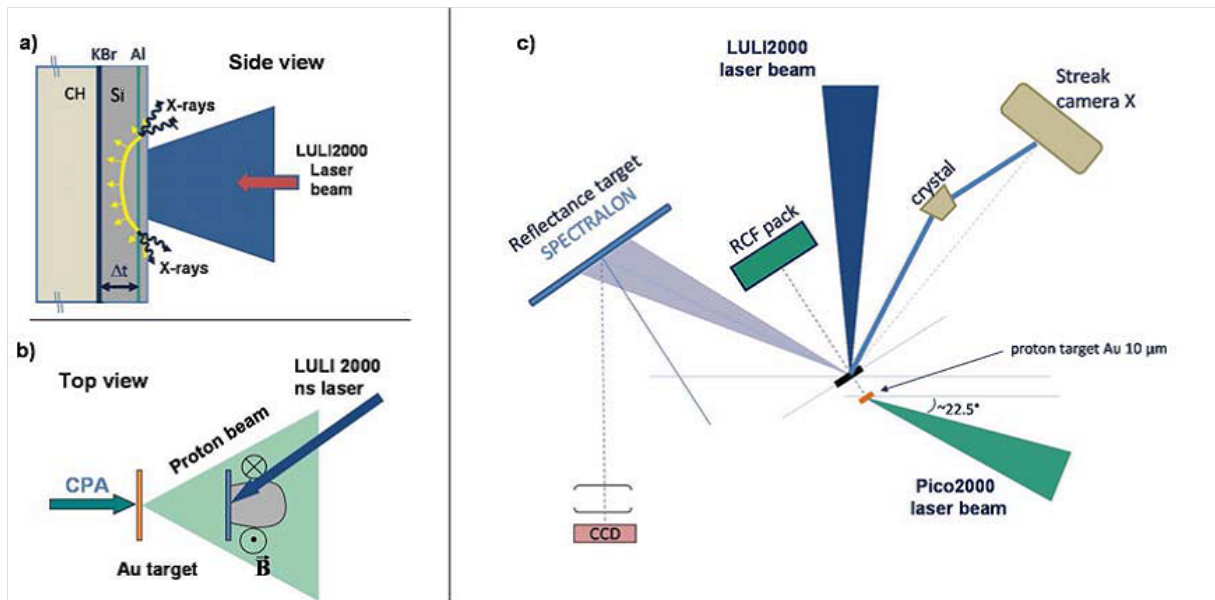 a)
KBr Al
Side view
CH
Si
X-rays
LULI2000
Laser
beam
X-rays
Δt
b)
Top view
LULI 2000
ns laser
Proton beam
CPA
Au target
B
c)
LULI2000
laser beam
Streak
camera X
crystal
Reflectance target
SPECTRALON
RCF pack
proton target Au 10 μm
~22.5°
Pico2000
laser beam
CCD